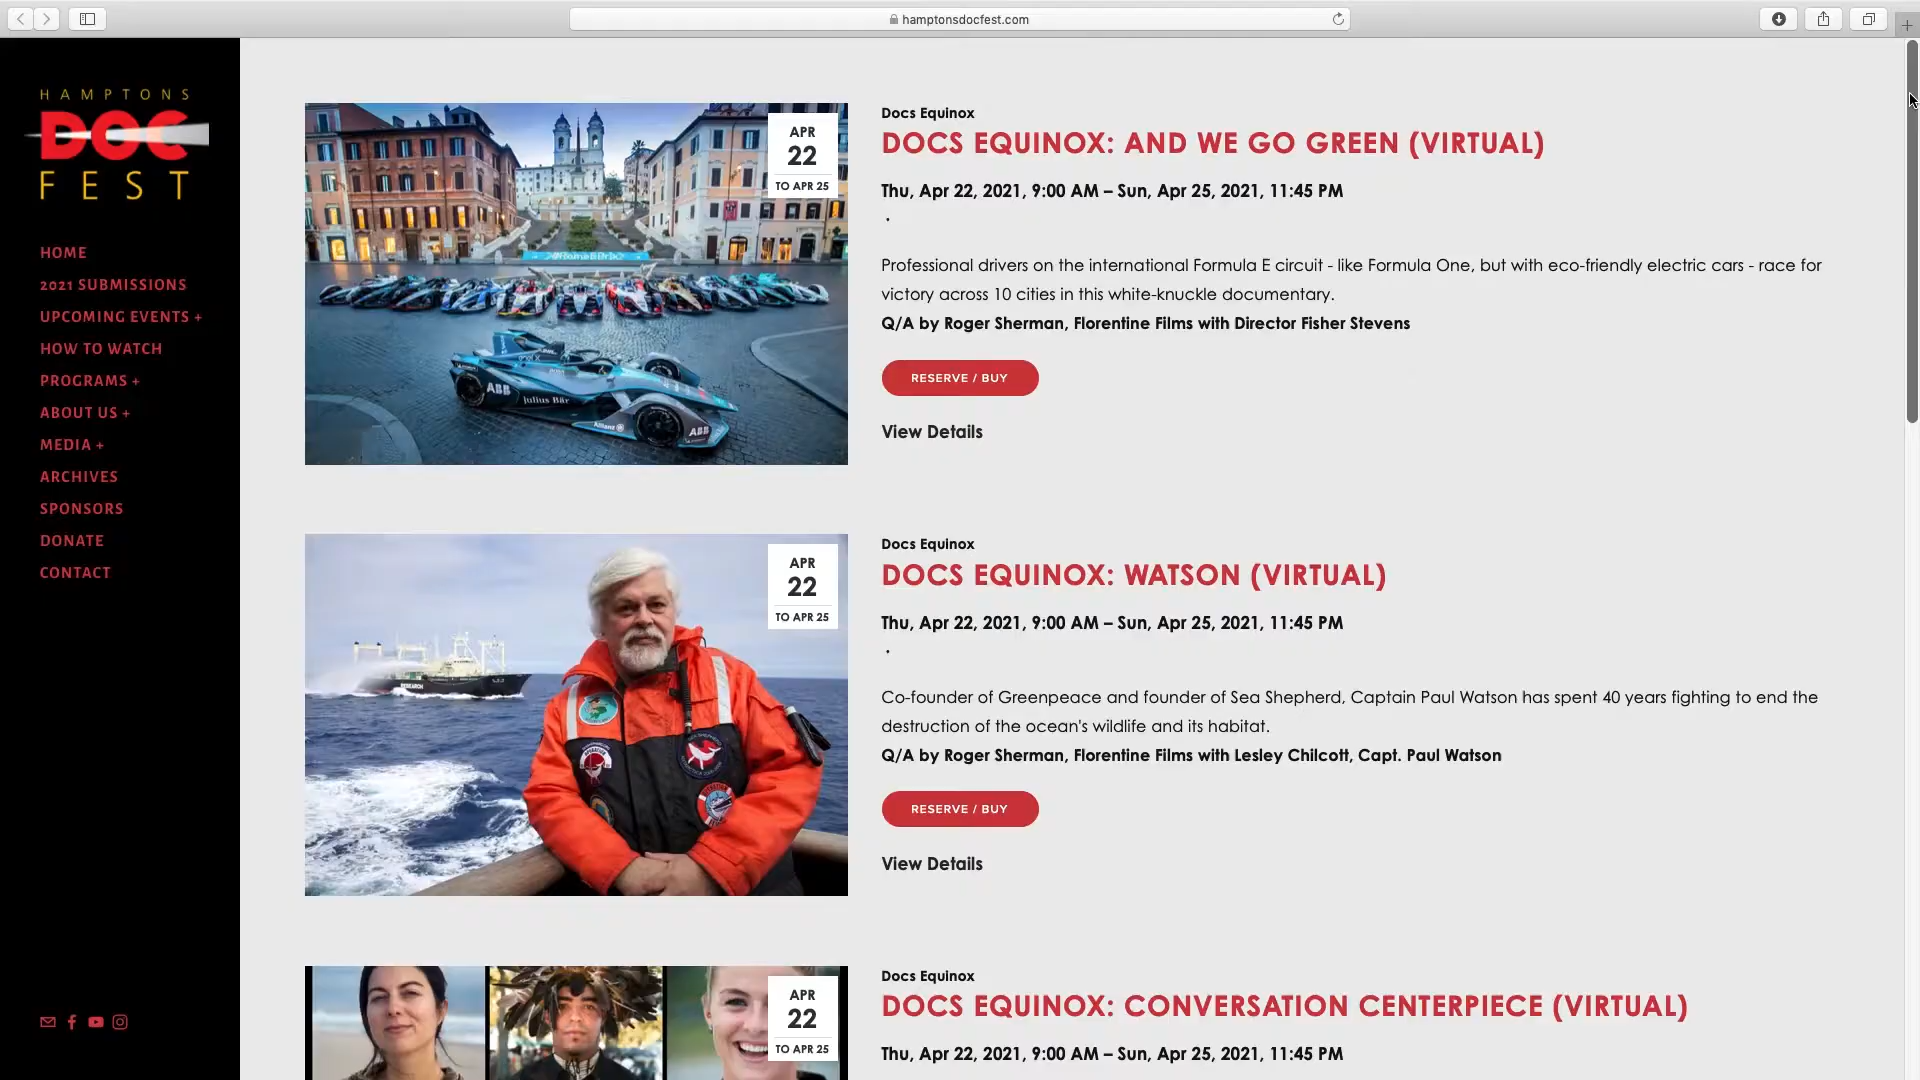 hamptonsdocfest.com
HAMPTONS
DOC
FEST
HOME
2021 SUBMISSIONS
UPCOMING EVENTS +
HOW TO WATCH
PROGRAMS +
ABOUT US +
MEDIA +
ARCHIVES
SPONSORS
DONATE
CONTACT
APR
22
TO APR 25
ABB
Julius Bär
Allianz
ABB
Docs Equinox
DOCS EQUINOX: AND WE GO GREEN (VIRTUAL)
Thu, Apr 22, 2021, 9:00 AM – Sun, Apr 25, 2021, 11:45 PM
Professional drivers on the international Formula E circuit - like Formula One, but with eco-friendly electric cars - race for
victory across 10 cities in this white-knuckle documentary.
Q/A by Roger Sherman, Florentine Films with Director Fisher Stevens
RESERVE / BUY
View Details
APR
22
TO APR 25
RESEARCH
Docs Equinox
DOCS EQUINOX: WATSON (VIRTUAL)
Thu, Apr 22, 2021, 9:00 AM – Sun, Apr 25, 2021, 11:45 PM
Co-founder of Greenpeace and founder of Sea Shepherd, Captain Paul Watson has spent 40 years fighting to end the
destruction of the ocean's wildlife and its habitat.
Q/A by Roger Sherman, Florentine Films with Lesley Chilcott, Capt. Paul Watson
RESERVE / BUY
View Details
APR
22
TO APR 25
Docs Equinox
DOCS EQUINOX: CONVERSATION CENTERPIECE (VIRTUAL)
Thu, Apr 22, 2021, 9:00 AM – Sun, Apr 25, 2021, 11:45 PM